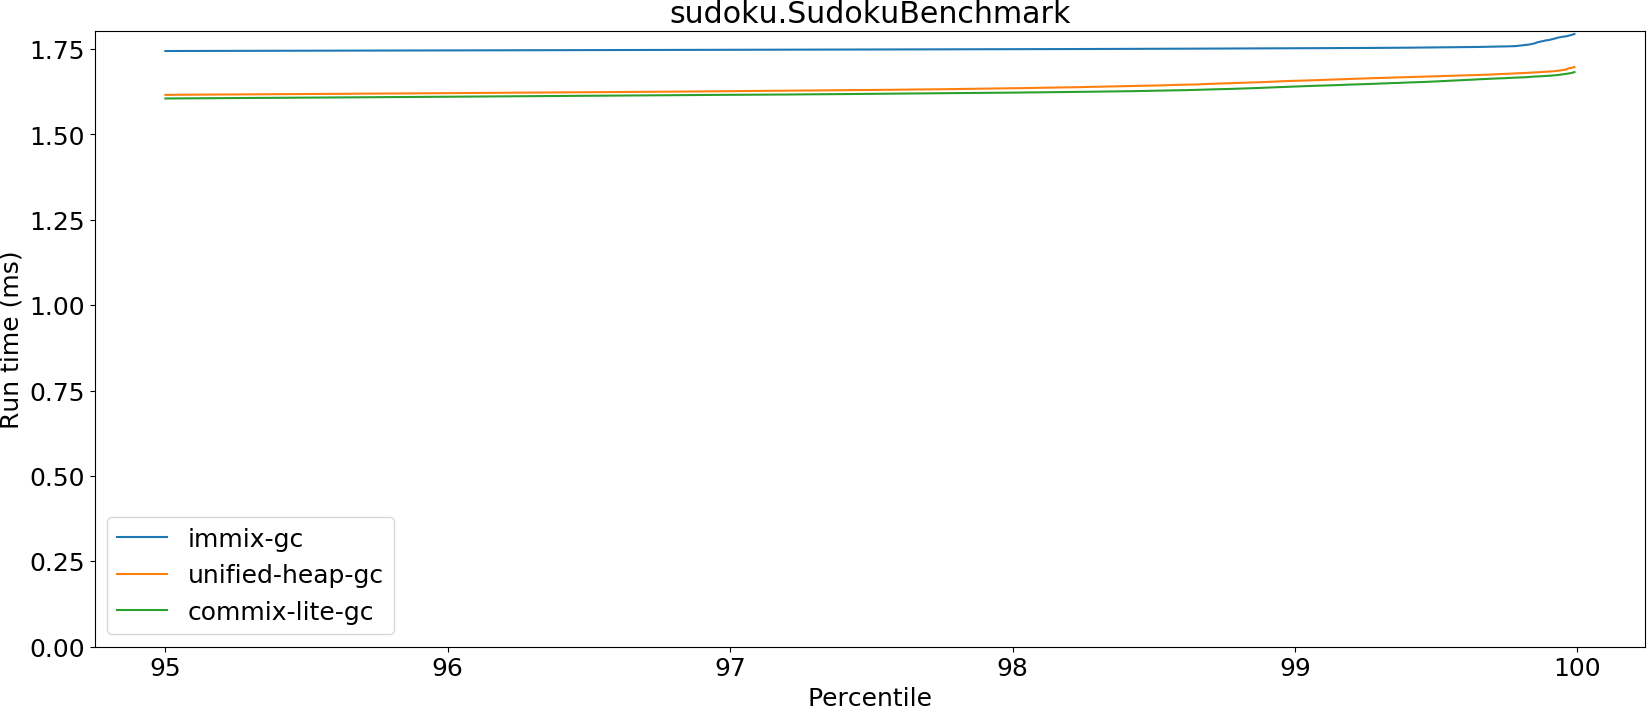 sudoku.SudokuBenchmark
Run time (ms)
1.75
1.50
1.25
1.00
0.75
0.50
0.25
0.00
immix-gc
unified-heap-gc
commix-lite-gc
95 96 97 98 99 100
Percentile